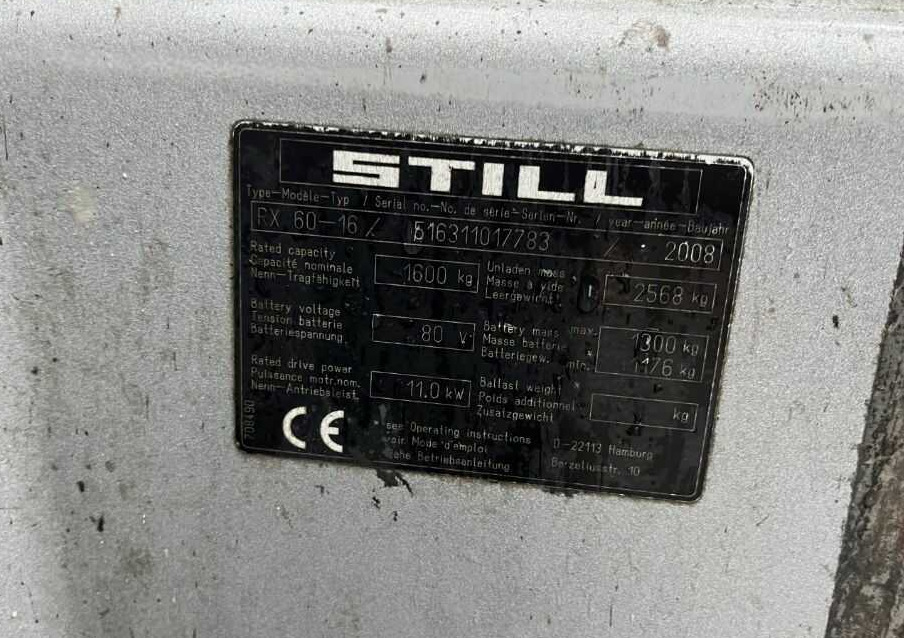 STILL
Type-Modèle-Typ / Serial no.-No. de série-Serien-Nr. / year-année-Baujahr
RX 60-16 / 516311017783 / 2008
Rated capacity
Capacité nominale
Nenn-Tragfähigkeit
1600 kg
Unladen mass
Masse à vide
Leergewicht
2568 kg
Battery voltage
Tension batterie
Batteriespannung
80 V
Battery mass max.
Masse batterie
Batteriegew. min.
1300 kg
1176 kg
Rated drive power
Puissance motr.nom.
Nenn-Antriebsleist.
11.0 kW
Ballast weight
Poids additionnel
Zusatzgewicht
kg
708490
CE
see Operating instructions
voir Mode d'emploi
siehe Betriebsanleitung
D-22113 Hamburg
Berzeliusstr. 10